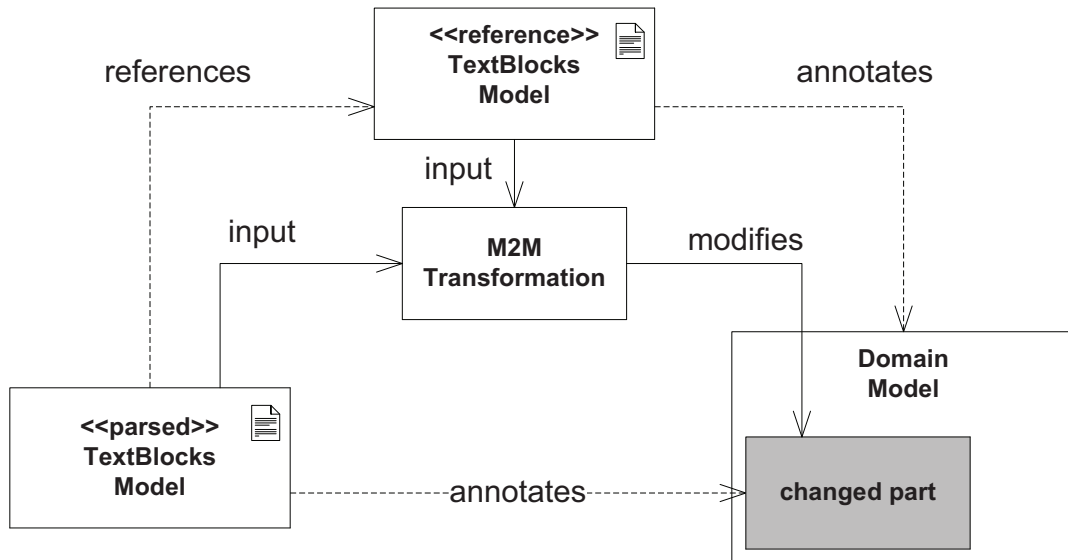 <<reference>>
TextBlocks
Model
references
annotates
input
input
M2M
Transformation
modifies
Domain
Model
<<parsed>>
TextBlocks
Model
annotates
changed part